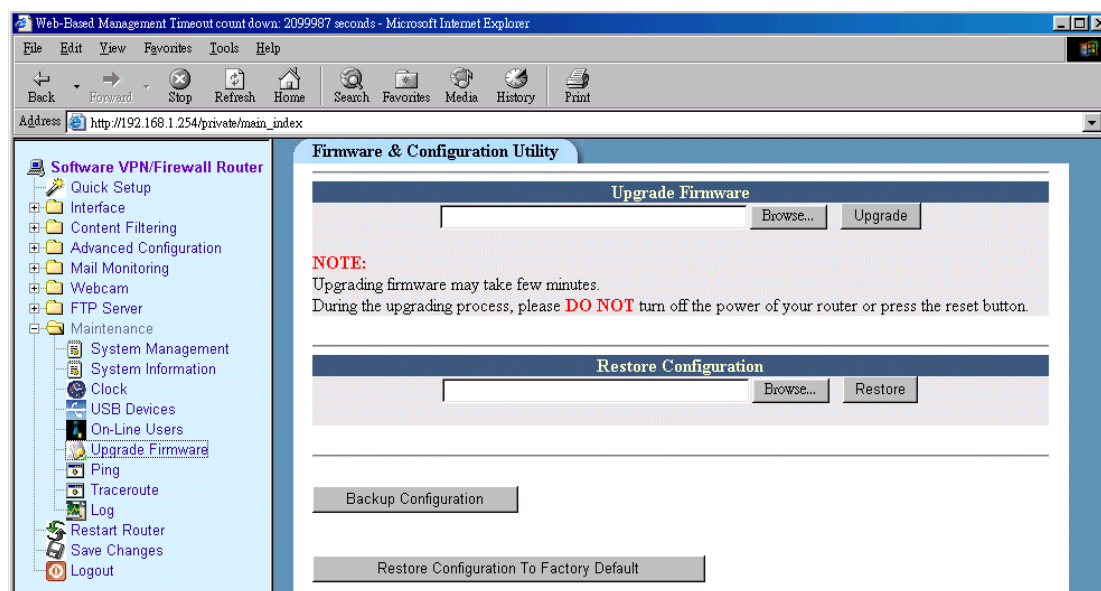 Web-Based Management Timeout count down: 2099987 seconds - Microsoft Internet Explorer
File Edit View Favorites Tools Help
Back Forward Stop Refresh Home Search Favorites Media History Print
Address http://192.168.1.254/private/main_index
Software VPN/Firewall Router
Quick Setup
Interface
Content Filtering
Advanced Configuration
Mail Monitoring
Webcam
FTP Server
Maintenance
System Management
System Information
Clock
USB Devices
On-Line Users
Upgrade Firmware
Ping
Traceroute
Log
Restart Router
Save Changes
Logout
Firmware & Configuration Utility
Upgrade Firmware
Browse... Upgrade
NOTE:
Upgrading firmware may take few minutes.
During the upgrading process, please DO NOT turn off the power of your router or press the reset button.
Restore Configuration
Browse... Restore
Backup Configuration
Restore Configuration To Factory Default